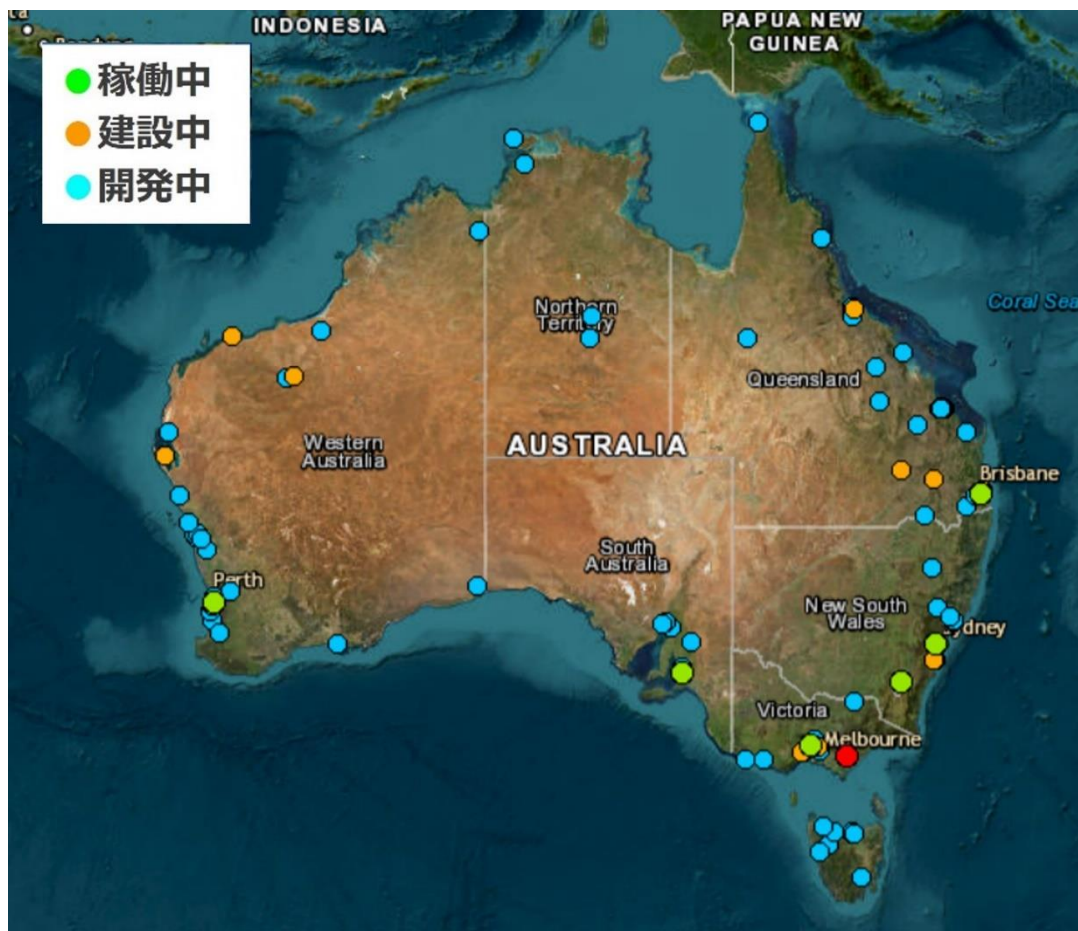 INDONESIA
PAPUA NEW
GUINEA
稼働中
建設中
開発中
Northern
Territory
Coral Sea
Queensland
Western
Australia
AUSTRALIA
Brisbane
South
Australia
Perth
New South
Wales
ydney
Victoria
Melbourne